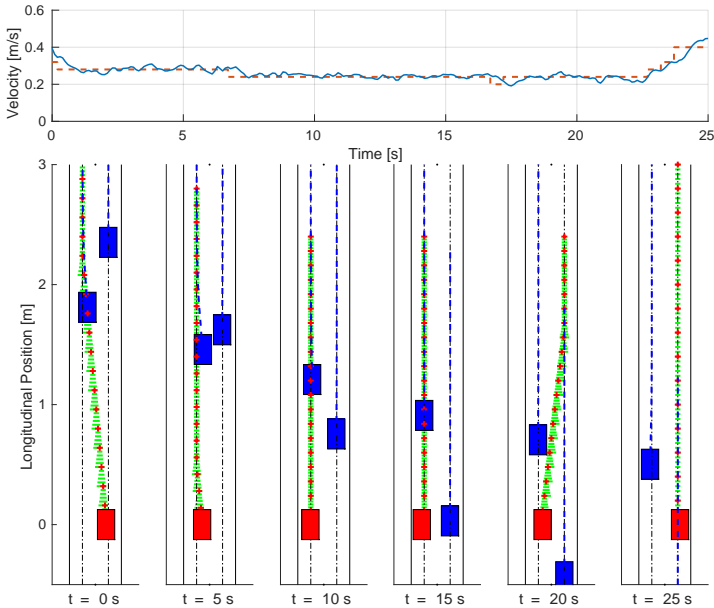 0.6
0.4
0.2
0
Velocity [m/s]
0 5 10 15 20 25
Time [s]
3
2
1
0
Longitudinal Position [m]
t = 0 s t = 5 s t = 10 s t = 15 s t = 20 s t = 25 s